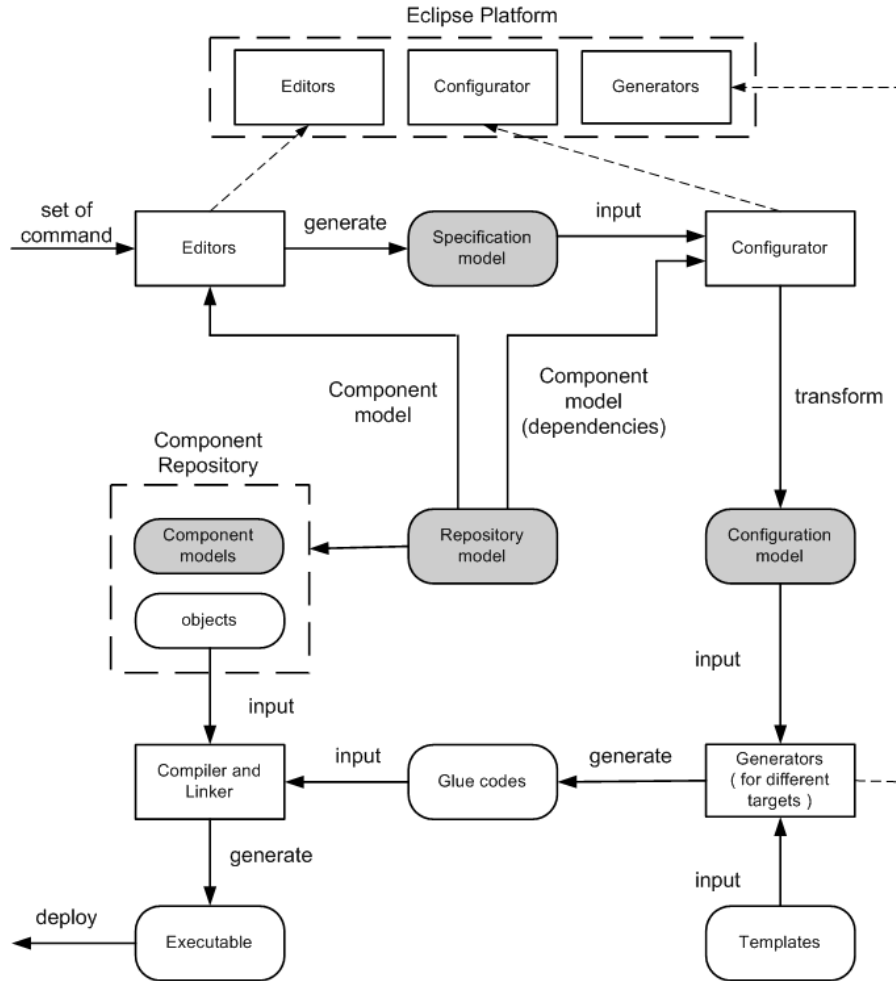 Eclipse Platform
Editors
Configurator
Generators
set of
command
Editors
generate
Specification
model
input
Configurator
Component
model
Component
model
(dependencies)
transform
Component
Repository
Component
models
objects
Repository
model
Configuration
model
input
input
Compiler and
Linker
input
Glue codes
generate
Generators
( for different
targets )
generate
input
deploy
Executable
Templates